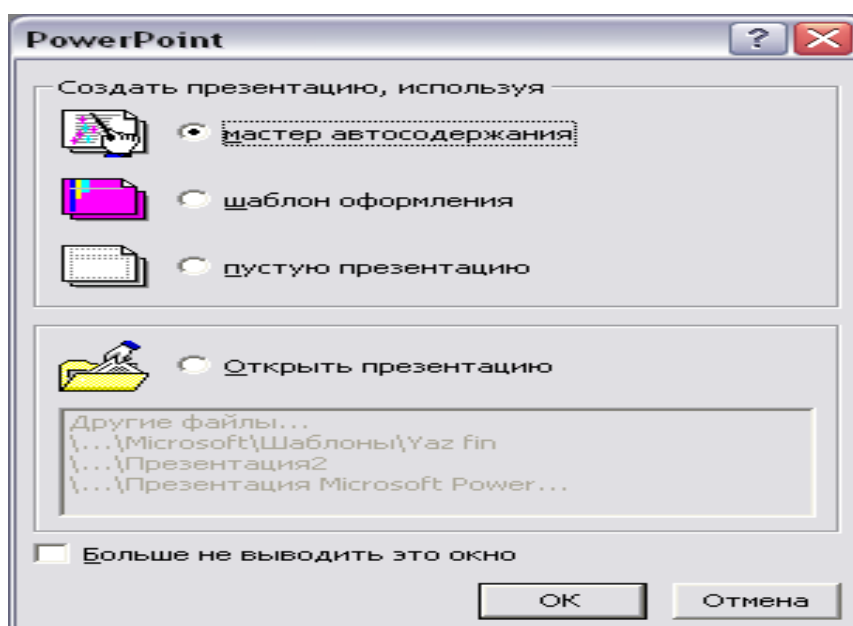 PowerPoint
Создать презентацию, используя
мастер автосодержания
шаблон оформления
пустую презентацию
Открыть презентацию
Другие файлы...
\...\Microsoft\Шаблоны\Yaz fin
\...\Презентация2
\...\Презентация Microsoft Power...
Больше не выводить это окно
ОК Отмена